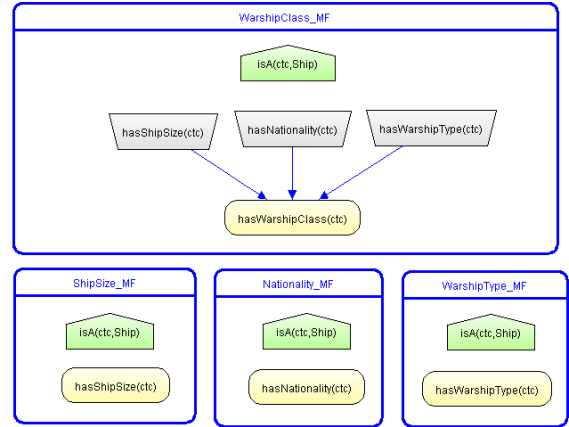 WarshipClass_MF
isA(ctc,Ship)
hasShipSize(ctc)
hasNationality(ctc)
hasWarshipType(ctc)
hasWarshipClass(ctc)
ShipSize_MF
isA(ctc,Ship)
hasShipSize(ctc)
Nationality_MF
isA(ctc,Ship)
hasNationality(ctc)
WarshipType_MF
isA(ctc,Ship)
hasWarshipType(ctc)